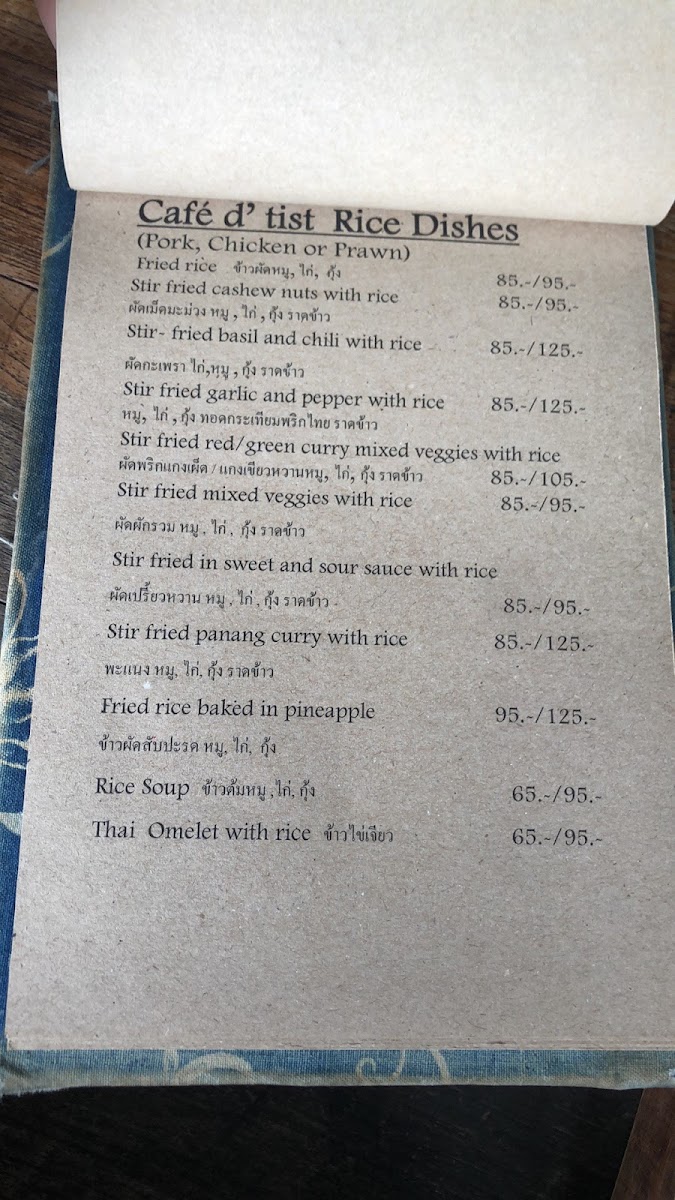 Café d' tist Rice Dishes
(Pork, Chicken or Prawn)
Fried rice ข้าวผัดหมู, ไก่, กุ้ง 85.-/95.-
Stir fried cashew nuts with rice 85.-/95.-
ผัดเม็ดมะม่วง หมู , ไก่ , กุ้ง ราดข้าว
Stir- fried basil and chili with rice 85.-/125.-
ผัดกะเพรา ไก่,หมู , กุ้ง ราดข้าว
Stir fried garlic and pepper with rice 85.-/125.-
หมู, ไก่ , กุ้ง ทอดกระเทียมพริกไทย ราดข้าว
Stir fried red/green curry mixed veggies with rice
ผัดพริกแกงเผ็ด / แกงเขียวหวานหมู, ไก่, กุ้ง ราดข้าว 85.-/105.-
Stir fried mixed veggies with rice 85.-/95.-
ผัดผักรวม หมู , ไก่ , กุ้ง ราดข้าว
Stir fried in sweet and sour sauce with rice
ผัดเปรี้ยวหวาน หมู , ไก่ , กุ้ง ราดข้าว 85.-/95.-
Stir fried panang curry with rice 85.-/125.-
พะแนง หมู, ไก่, กุ้ง ราดข้าว
Fried rice baked in pineapple 95.-/125.-
ข้าวผัดสับปะรด หมู, ไก่, กุ้ง
Rice Soup ข้าวต้มหมู ,ไก่, กุ้ง 65.-/95.-
Thai Omelet with rice ข้าวไข่เจียว 65.-/95.-